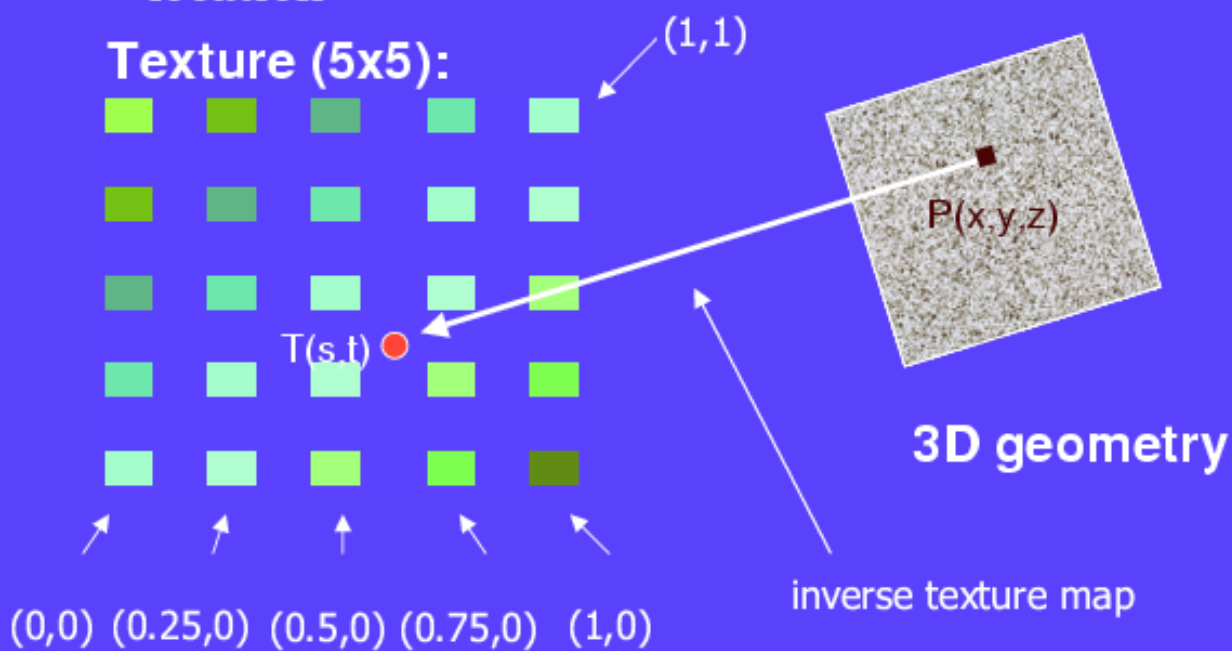 (1,1)
Texture (5x5):
P(x,y,z)
T(s,t)
3D geometry
inverse texture map
(0,0) (0.25,0) (0.5,0) (0.75,0) (1,0)